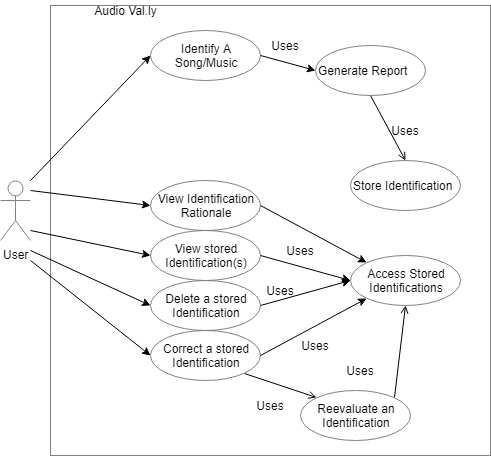 Audio Val.ly
Identify A
Song/Music
Uses
Generate Report
Uses
Store Identification
User
View Identification
Rationale
View stored
Identification(s)
Uses
Access Stored
Identifications
Delete a stored
Identification
Uses
Correct a stored
Identification
Uses
Uses
Uses
Reevaluate an
Identification